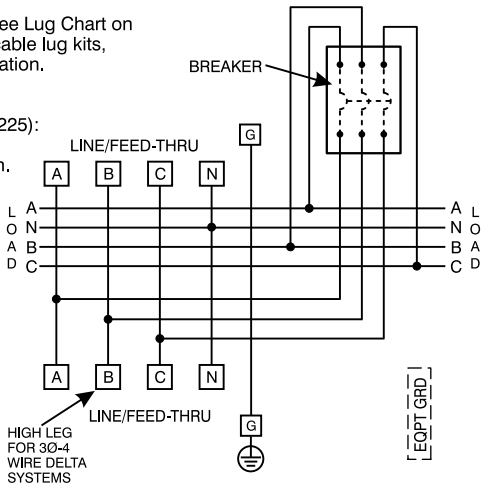 ee Lug Chart on
cable lug kits,
ation.
225):
n.
BREAKER
LINE/FEED-THRU
G
A B C N
L O A D
A
N
B
C
A
N
B
C
L O A D
A B C N
LINE/FEED-THRU
G
HIGH LEG
FOR 3Ø-4
WIRE DELTA
SYSTEMS
EQPT GRD